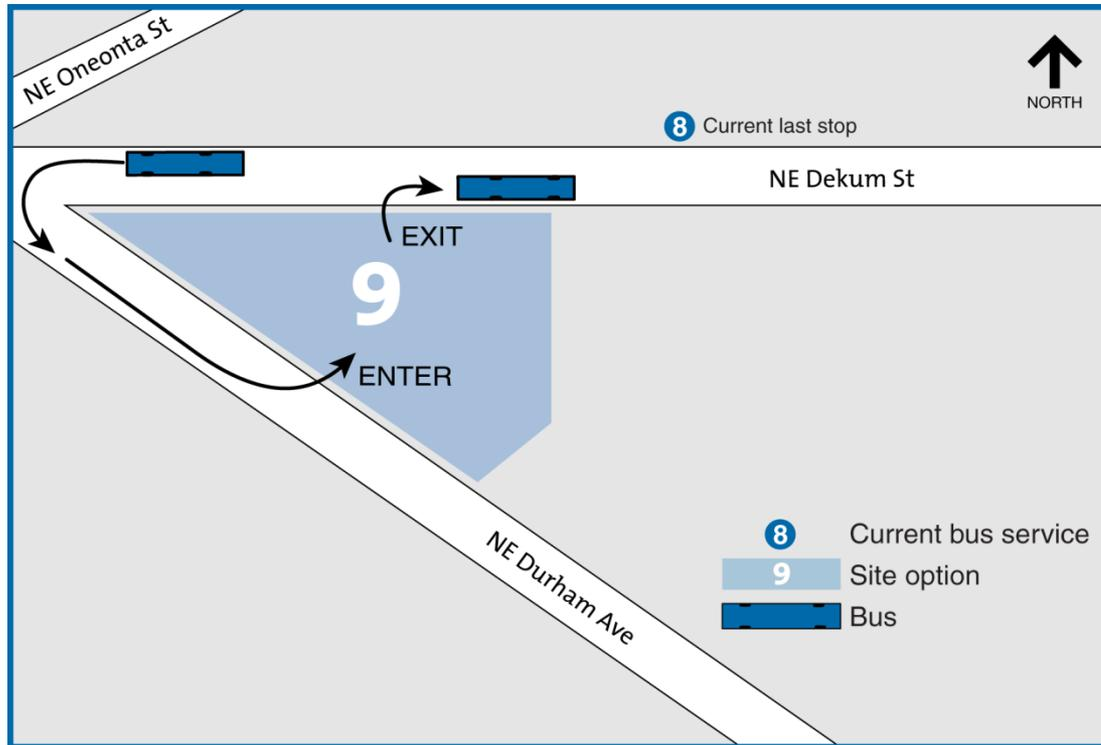 NE Oneonta St
NORTH
8 Current last stop
NE Dekum St
EXIT
9
ENTER
NE Durham Ave
8 Current bus service
9 Site option
Bus